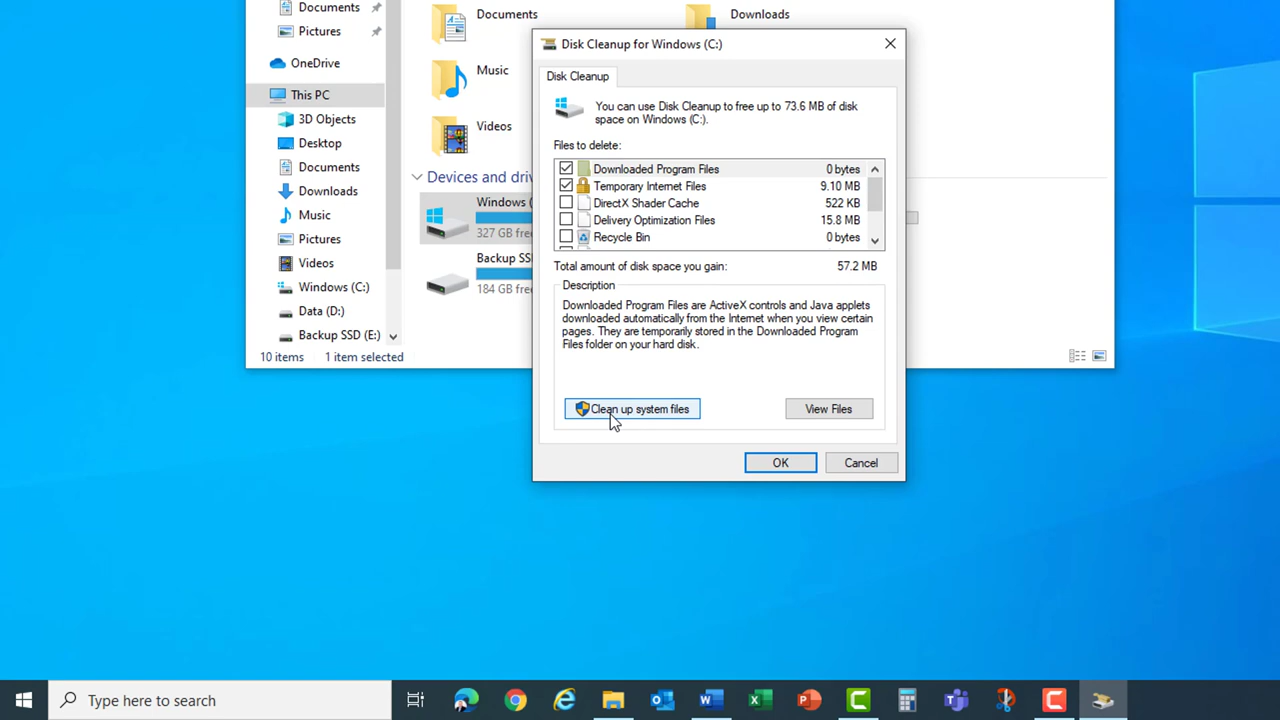 Documents
Pictures
OneDrive
This PC
3D Objects
Desktop
Documents
Downloads
Music
Pictures
Videos
Windows (C:)
Data (D:)
Backup SSD (E:)
10 items
1 item selected
Documents
Downloads
Music
Videos
Devices and driv
Windows (
327 GB free
Backup SS
184 GB free
Disk Cleanup for Windows (C:)
Disk Cleanup
You can use Disk Cleanup to free up to 73.6 MB of disk
space on Windows (C:).
Files to delete:
Downloaded Program Files 0 bytes
Temporary Internet Files 9.10 MB
DirectX Shader Cache 522 KB
Delivery Optimization Files 15.8 MB
Recycle Bin 0 bytes
Total amount of disk space you gain: 57.2 MB
Description
Downloaded Program Files are ActiveX controls and Java applets
downloaded automatically from the Internet when you view certain
pages. They are temporarily stored in the Downloaded Program
Files folder on your hard disk.
Clean up system files
View Files
OK
Cancel
Type here to search